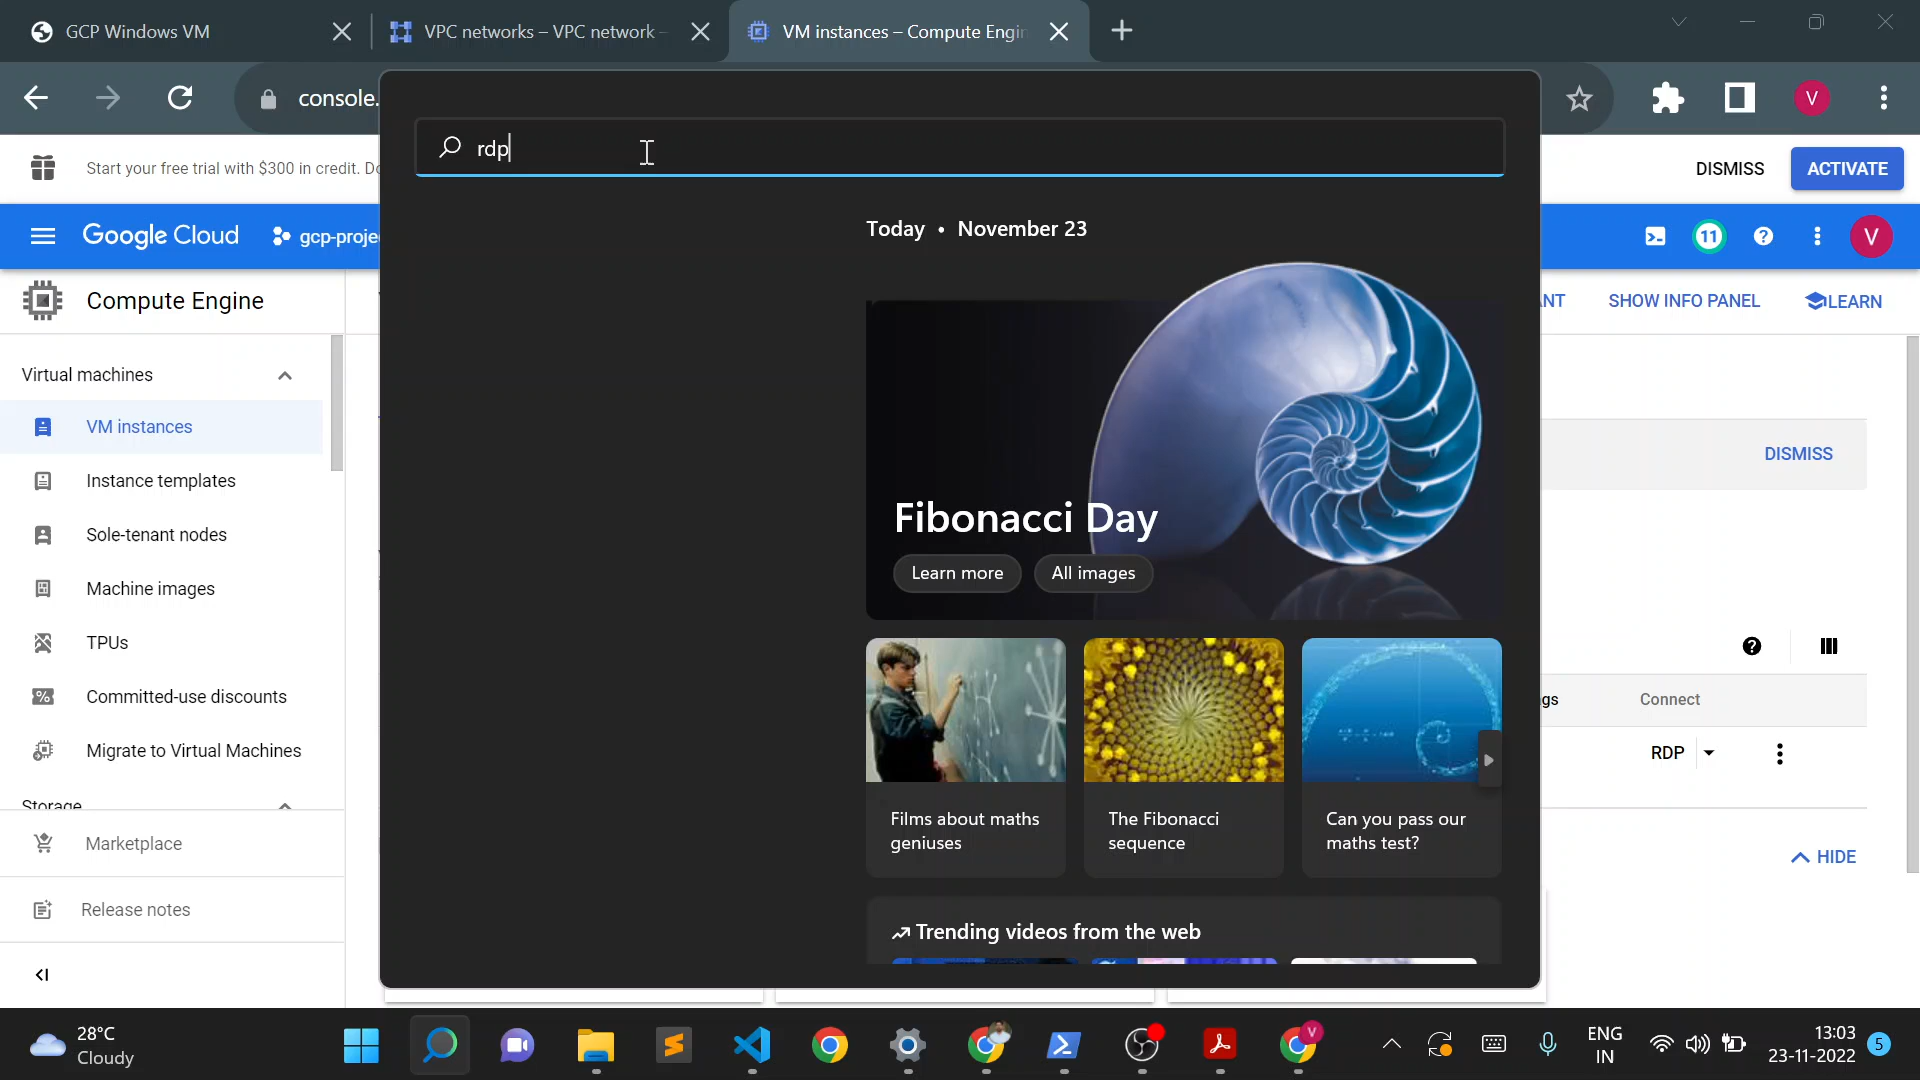 GCP Windows VM
VPC networks – VPC network –
VM instances – Compute Engin
console.
Start your free trial with $300 in credit. Do
DISMISS
ACTIVATE
Google Cloud
gcp-proje
11
V
V
Compute Engine
SHOW INFO PANEL
LEARN
Virtual machines
VM instances
Instance templates
Sole-tenant nodes
Machine images
TPUs
Committed-use discounts
Migrate to Virtual Machines
Storage
Marketplace
Release notes
rdp
Today • November 23
Fibonacci Day
Learn more
All images
Films about maths
geniuses
The Fibonacci
sequence
Can you pass our
maths test?
Trending videos from the web
DISMISS
gs
Connect
RDP
HIDE
28°C
Cloudy
V
ENG
IN
13:03
23-11-2022
5